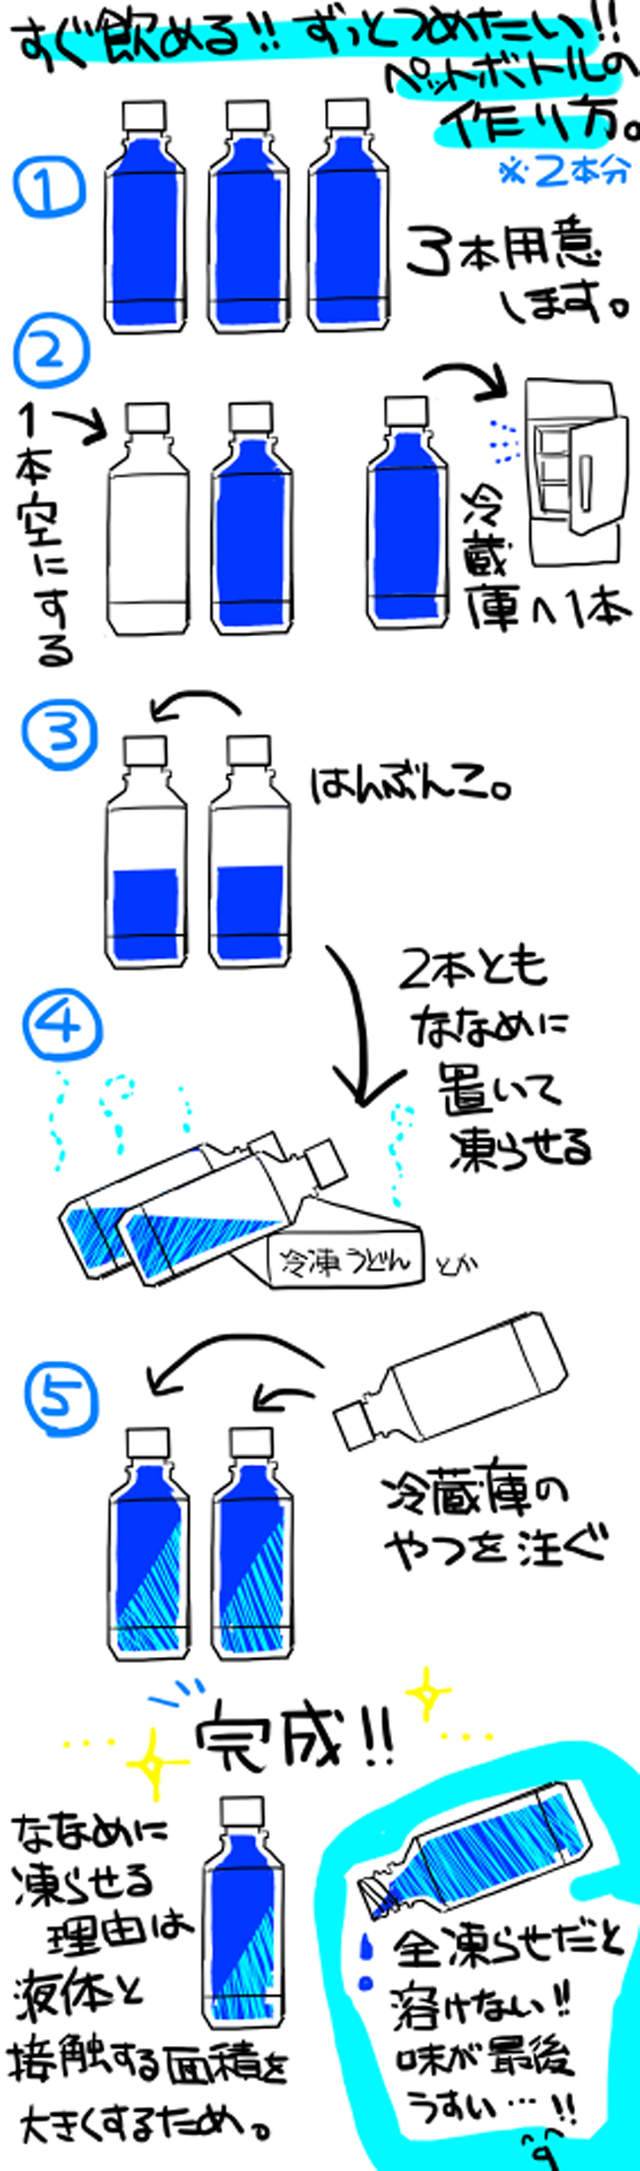 すぐ飲める!! ずっとつめたい!!
ペットボトルの
作り方。
※2本分
①
3本用意
します。
②
1本空にする
冷蔵庫へ1本
③
はんぶんこ。
④
2本とも
ななめに
置いて
凍らせる
冷凍うどん とか
⑤
冷蔵庫の
やつを注ぐ
完成!!
ななめに
凍らせる
理由は
液体と
接触する面積を
大きくするため。
全凍らせだと
溶けない!!
味が最後
うすい…!!